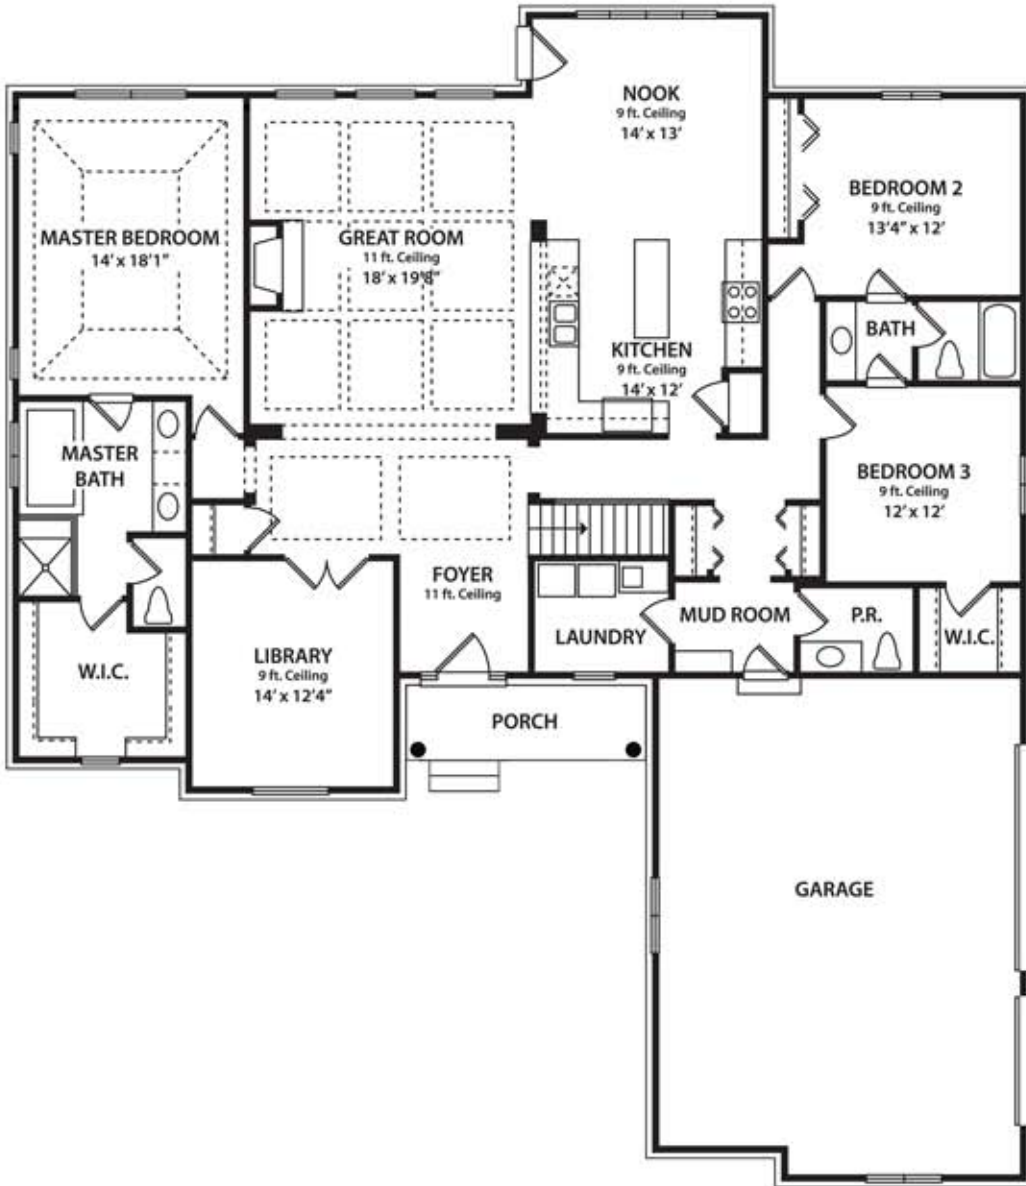 NOOK
9 ft. Ceiling
14' x 13'
BEDROOM 2
9 ft. Ceiling
13'4" x 12'
MASTER BEDROOM
14' x 18'1"
GREAT ROOM
11 ft. Ceiling
18' x 19'8"
BATH
KITCHEN
9 ft. Ceiling
14' x 12'
MASTER
BATH
BEDROOM 3
9 ft. Ceiling
12' x 12'
FOYER
11 ft. Ceiling
LAUNDRY
MUD ROOM
P.R.
W.I.C.
W.I.C.
LIBRARY
9 ft. Ceiling
14' x 12'4"
PORCH
GARAGE